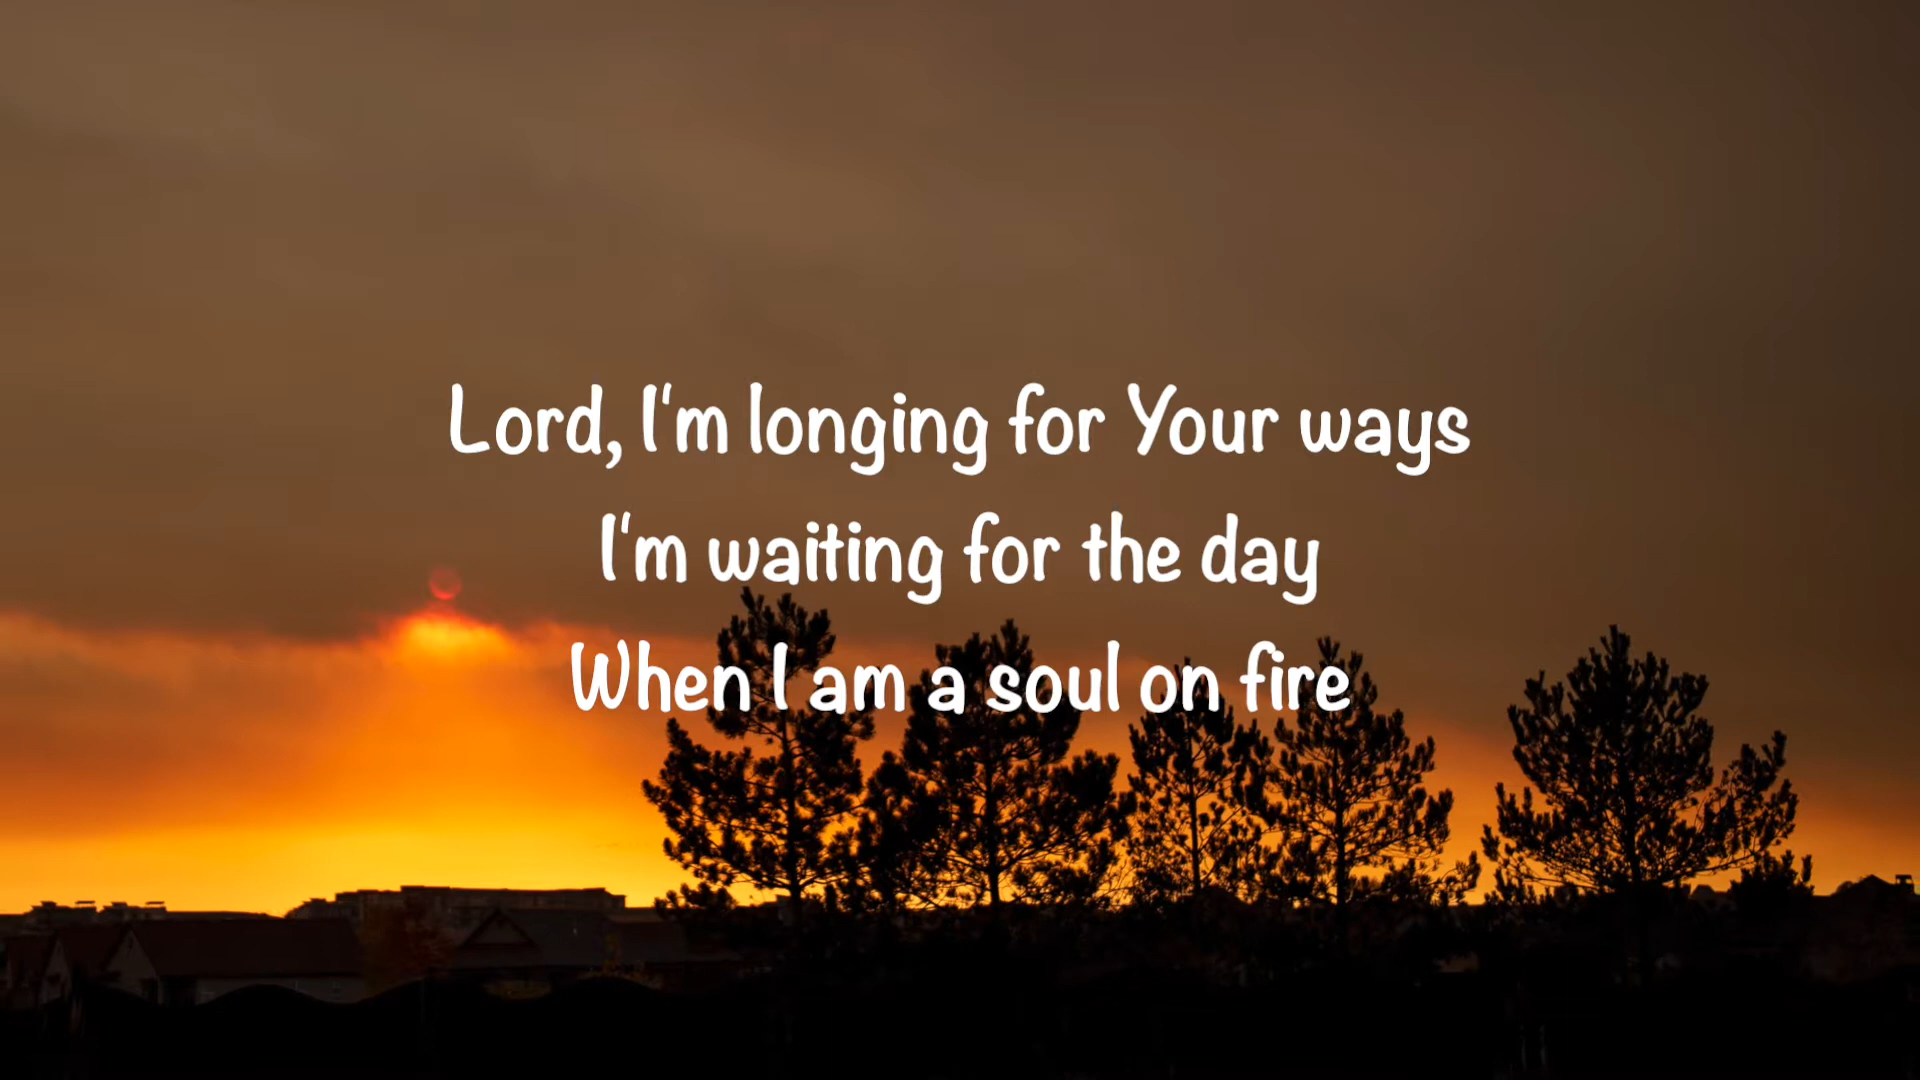 Lord, I'm longing for Your ways
I'm waiting for the day
When I am a soul on fire